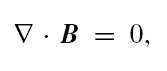 ∇ · B = 0,